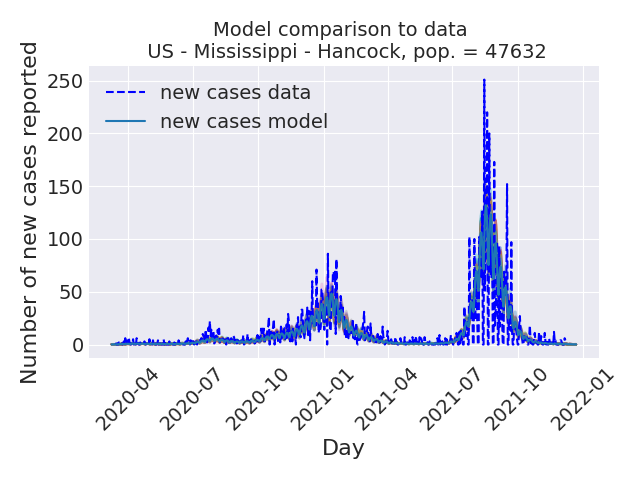 Model comparison to data
US - Mississippi - Hancock, pop. = 47632
Number of new cases reported
250
200
150
100
50
0
new cases data
new cases model
2020-04
2020-07
2020-10
2021-01
2021-04
2021-07
2021-10
2022-01
Day